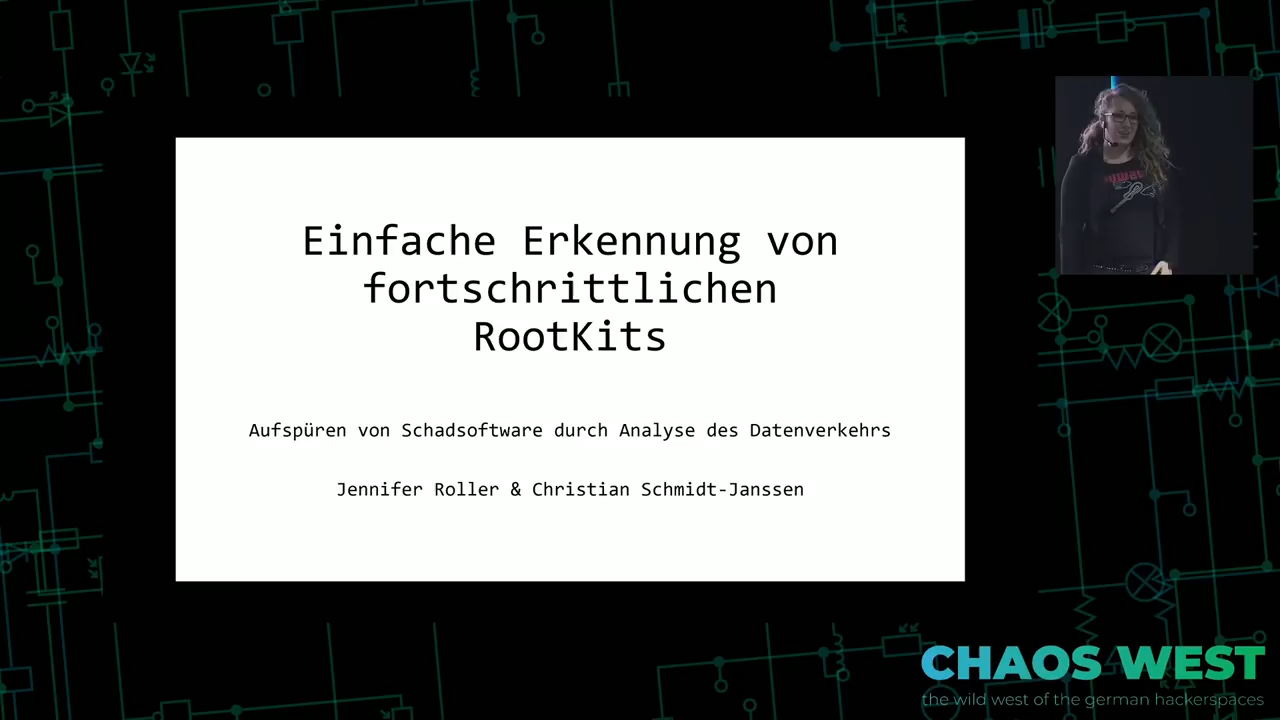 Einfache Erkennung von
fortschrittlichen
RootKits
Aufspüren von Schadsoftware durch Analyse des Datenverkehrs
Jennifer Roller & Christian Schmidt-Janssen
CHAOS WEST
the wild west of the german hackerspaces